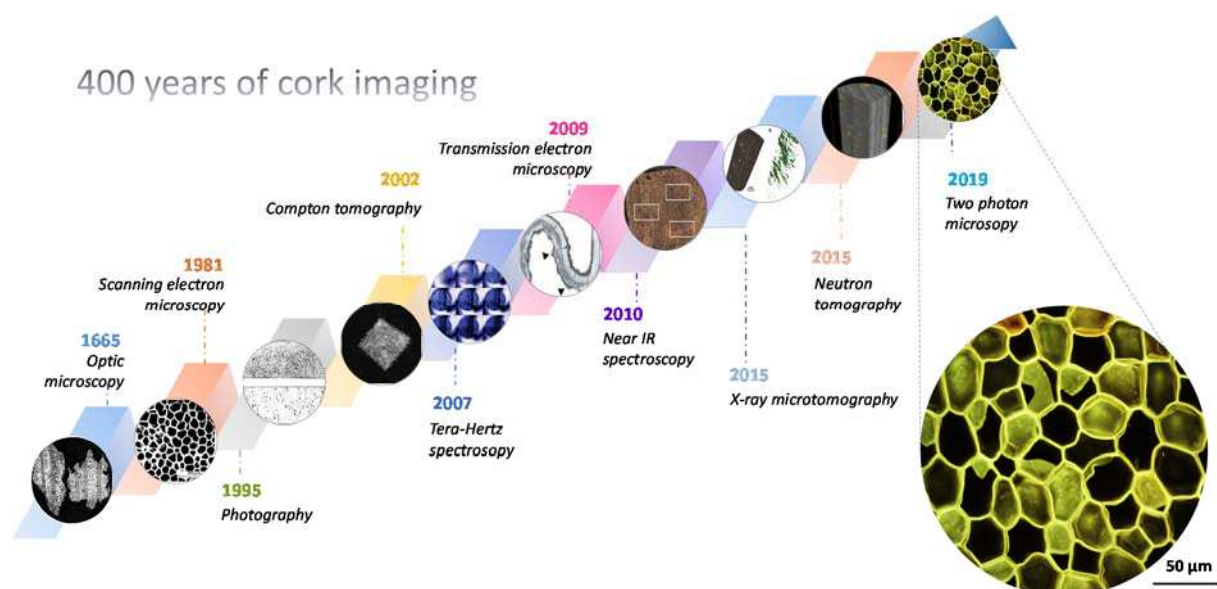 400 years of cork imaging
1665
Optic
microscopy
1981
Scanning electron
microscopy
1995
Photography
2002
Compton tomography
2007
Tera-Hertz
spectrosopy
2009
Transmission electron
microscopy
2010
Near IR
spectroscopy
2015
X-ray microtomography
2015
Neutron
tomography
2019
Two photon
microsopy
50 µm